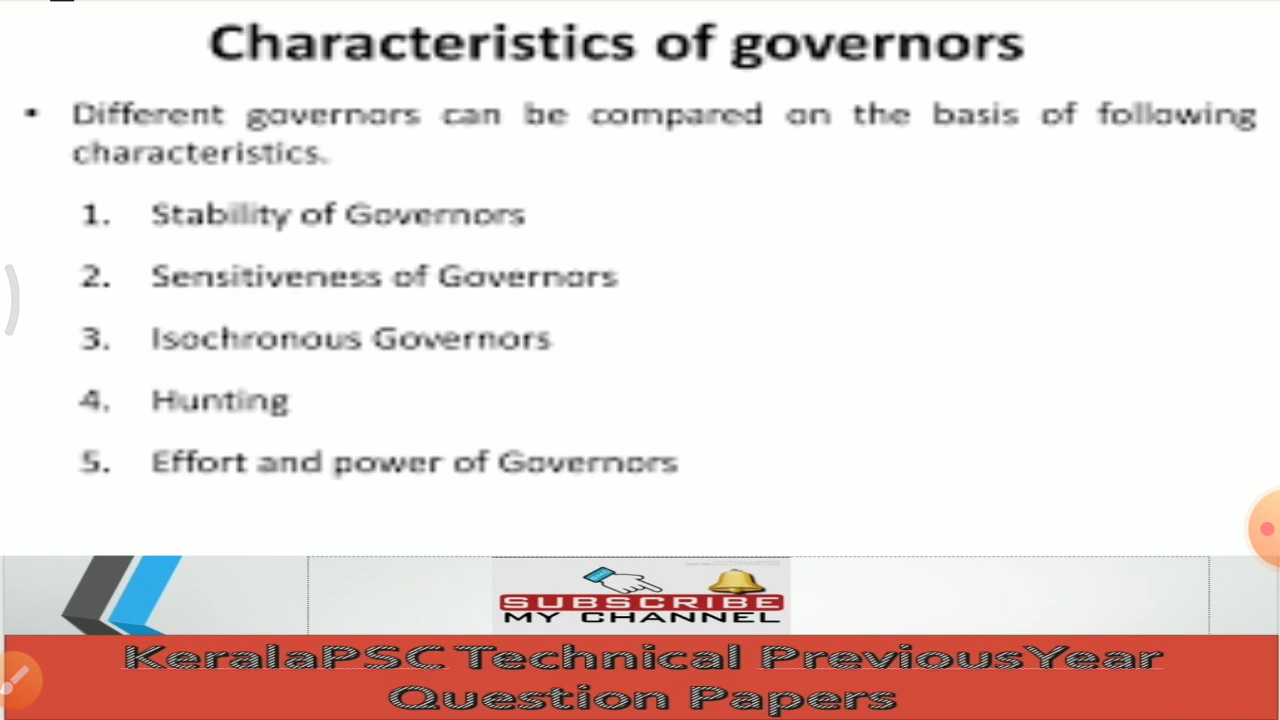 Characteristics of governors
• Different governors can be compared on the basis of following
characteristics.
1. Stability of Governors
2. Sensitiveness of Governors
3. Isochronous Governors
4. Hunting
5. Effort and power of Governors
SUBSCRIBE
MY CHANNEL
KeralaPSC Technical PreviousYear
Question Papers